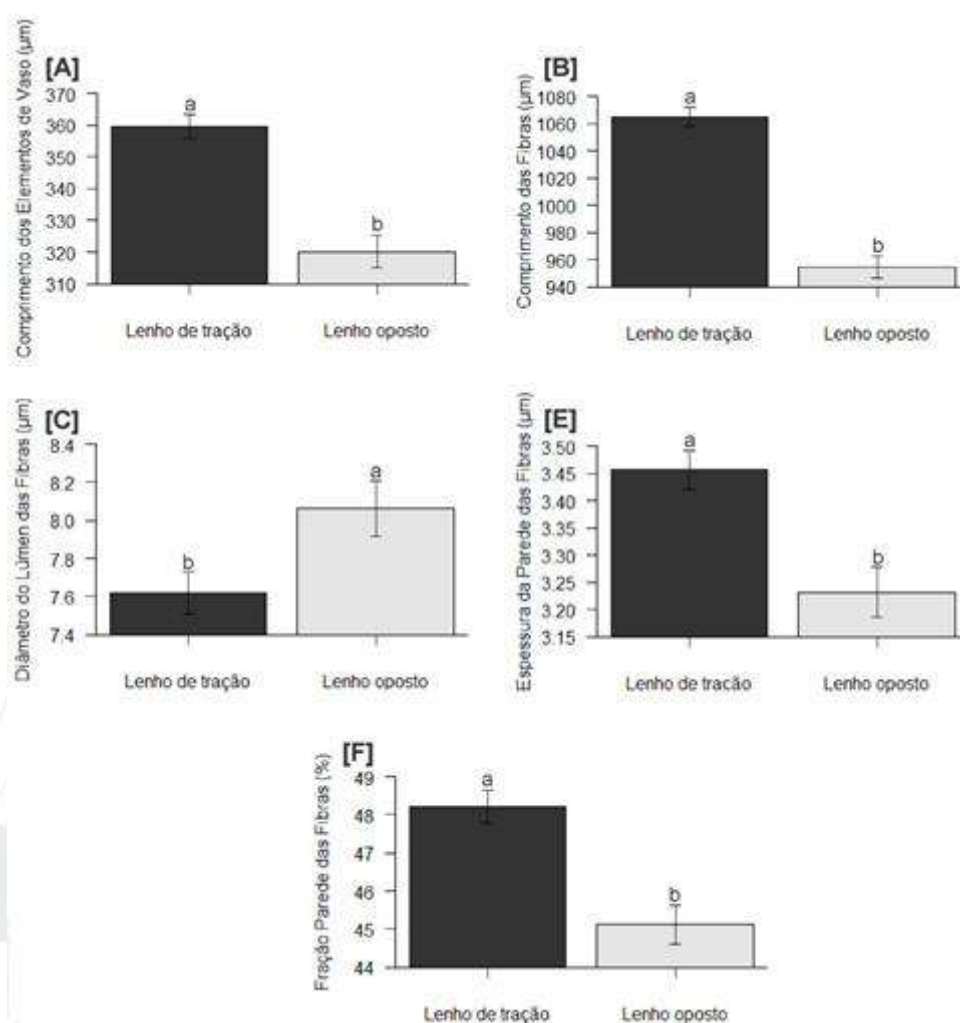 [A]
Comprimento dos Elementos de Vaso (µm)
370
360
350
340
330
320
310
a
b
Lenho de tração
Lenho oposto
[B]
Comprimento das Fibras (µm)
1080
1060
1040
1020
1000
980
960
940
a
b
Lenho de tração
Lenho oposto
[C]
Diâmetro do Lúmen das Fibras (µm)
8.4
8.2
8.0
7.8
7.6
7.4
b
a
Lenho de tração
Lenho oposto
[E]
Espessura da Parede das Fibras (µm)
3.50
3.45
3.40
3.35
3.30
3.25
3.20
3.15
a
b
Lenho de tracão
Lenho oposto
[F]
Fração Parede das Fibras (%)
49
48
47
46
45
44
a
b
Lenho de tração
Lenho oposto